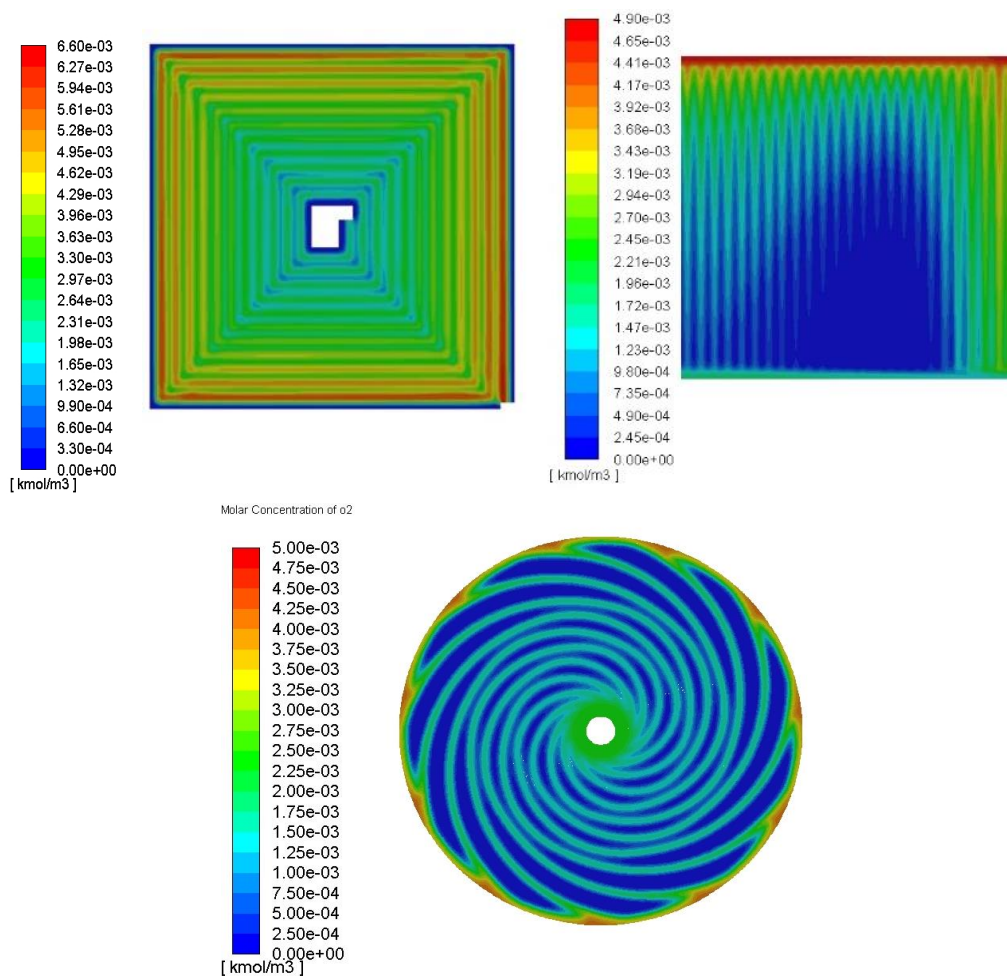 6.60e-03
6.27e-03
5.94e-03
5.61e-03
5.28e-03
4.95e-03
4.62e-03
4.29e-03
3.96e-03
3.63e-03
3.30e-03
2.97e-03
2.64e-03
2.31e-03
1.98e-03
1.65e-03
1.32e-03
9.90e-04
6.60e-04
3.30e-04
0.00e+00
[ kmol/m3 ]
4.90e-03
4.65e-03
4.41e-03
4.17e-03
3.92e-03
3.68e-03
3.43e-03
3.19e-03
2.94e-03
2.70e-03
2.45e-03
2.21e-03
1.96e-03
1.72e-03
1.47e-03
1.23e-03
9.80e-04
7.35e-04
4.90e-04
2.45e-04
0.00e+00
[ kmol/m3 ]
Molar Concentration of o2
5.00e-03
4.75e-03
4.50e-03
4.25e-03
4.00e-03
3.75e-03
3.50e-03
3.25e-03
3.00e-03
2.75e-03
2.50e-03
2.25e-03
2.00e-03
1.75e-03
1.50e-03
1.25e-03
1.00e-03
7.50e-04
5.00e-04
2.50e-04
0.00e+00
[ kmol/m3 ]